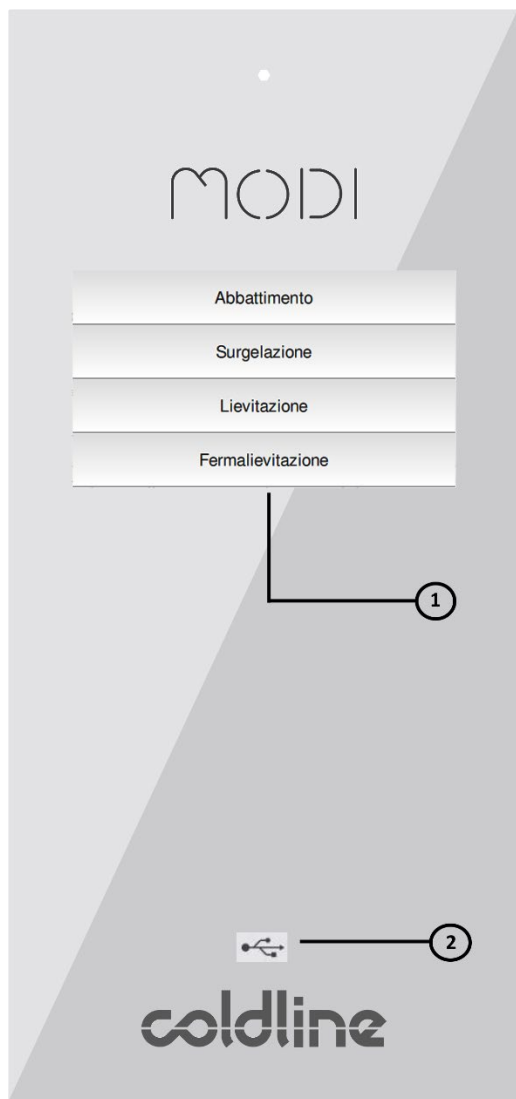 MODI
Abbattimento
Surgelazione
Lievitazione
Fermalievitazione
1
2
coldline